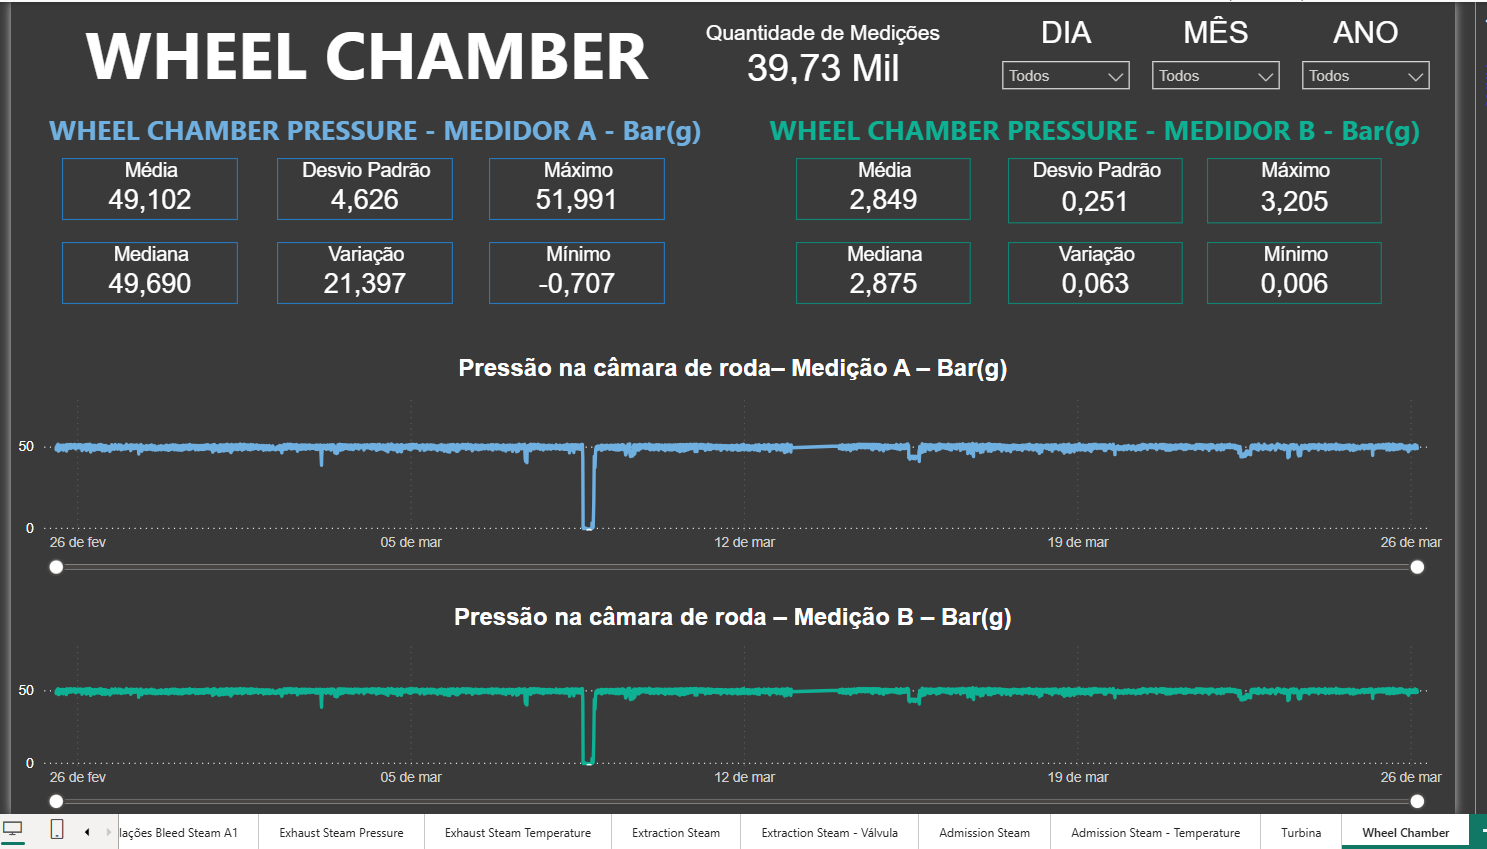 WHEEL CHAMBER
Quantidade de Medições
39,73 Mil
DIA
MÊS
ANO
Todos
Todos
Todos
WHEEL CHAMBER PRESSURE - MEDIDOR A - Bar(g)
Média
49,102
Desvio Padrão
4,626
Máximo
51,991
Mediana
49,690
Variação
21,397
Mínimo
-0,707
WHEEL CHAMBER PRESSURE - MEDIDOR B - Bar(g)
Média
2,849
Desvio Padrão
0,251
Máximo
3,205
Mediana
2,875
Variação
0,063
Mínimo
0,006
Pressão na câmara de roda– Medição A – Bar(g)
50
0
26 de fev
05 de mar
12 de mar
19 de mar
26 de mar
Pressão na câmara de roda – Medição B – Bar(g)
50
0
26 de fev
05 de mar
12 de mar
19 de mar
26 de mar
lações Bleed Steam A1
Exhaust Steam Pressure
Exhaust Steam Temperature
Extraction Steam
Extraction Steam - Válvula
Admission Steam
Admission Steam - Temperature
Turbina
Wheel Chamber